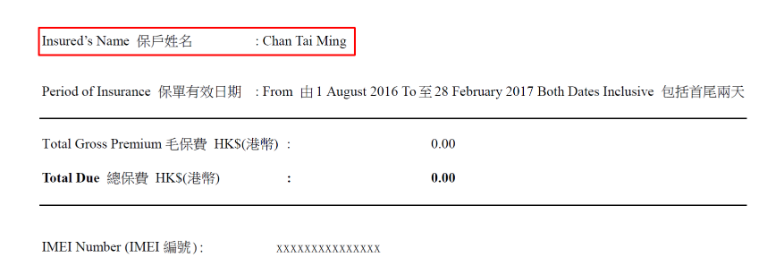 Insured's Name 保戶姓名 : Chan Tai Ming
Period of Insurance 保單有效日期 : From 由 1 August 2016 To 至 28 February 2017 Both Dates Inclusive 包括首尾兩天
Total Gross Premium 毛保費 HK$(港幣) : 0.00
Total Due 總保費 HK$(港幣) : 0.00
IMEI Number (IMEI 編號): xxxxxxxxxxxxxxx